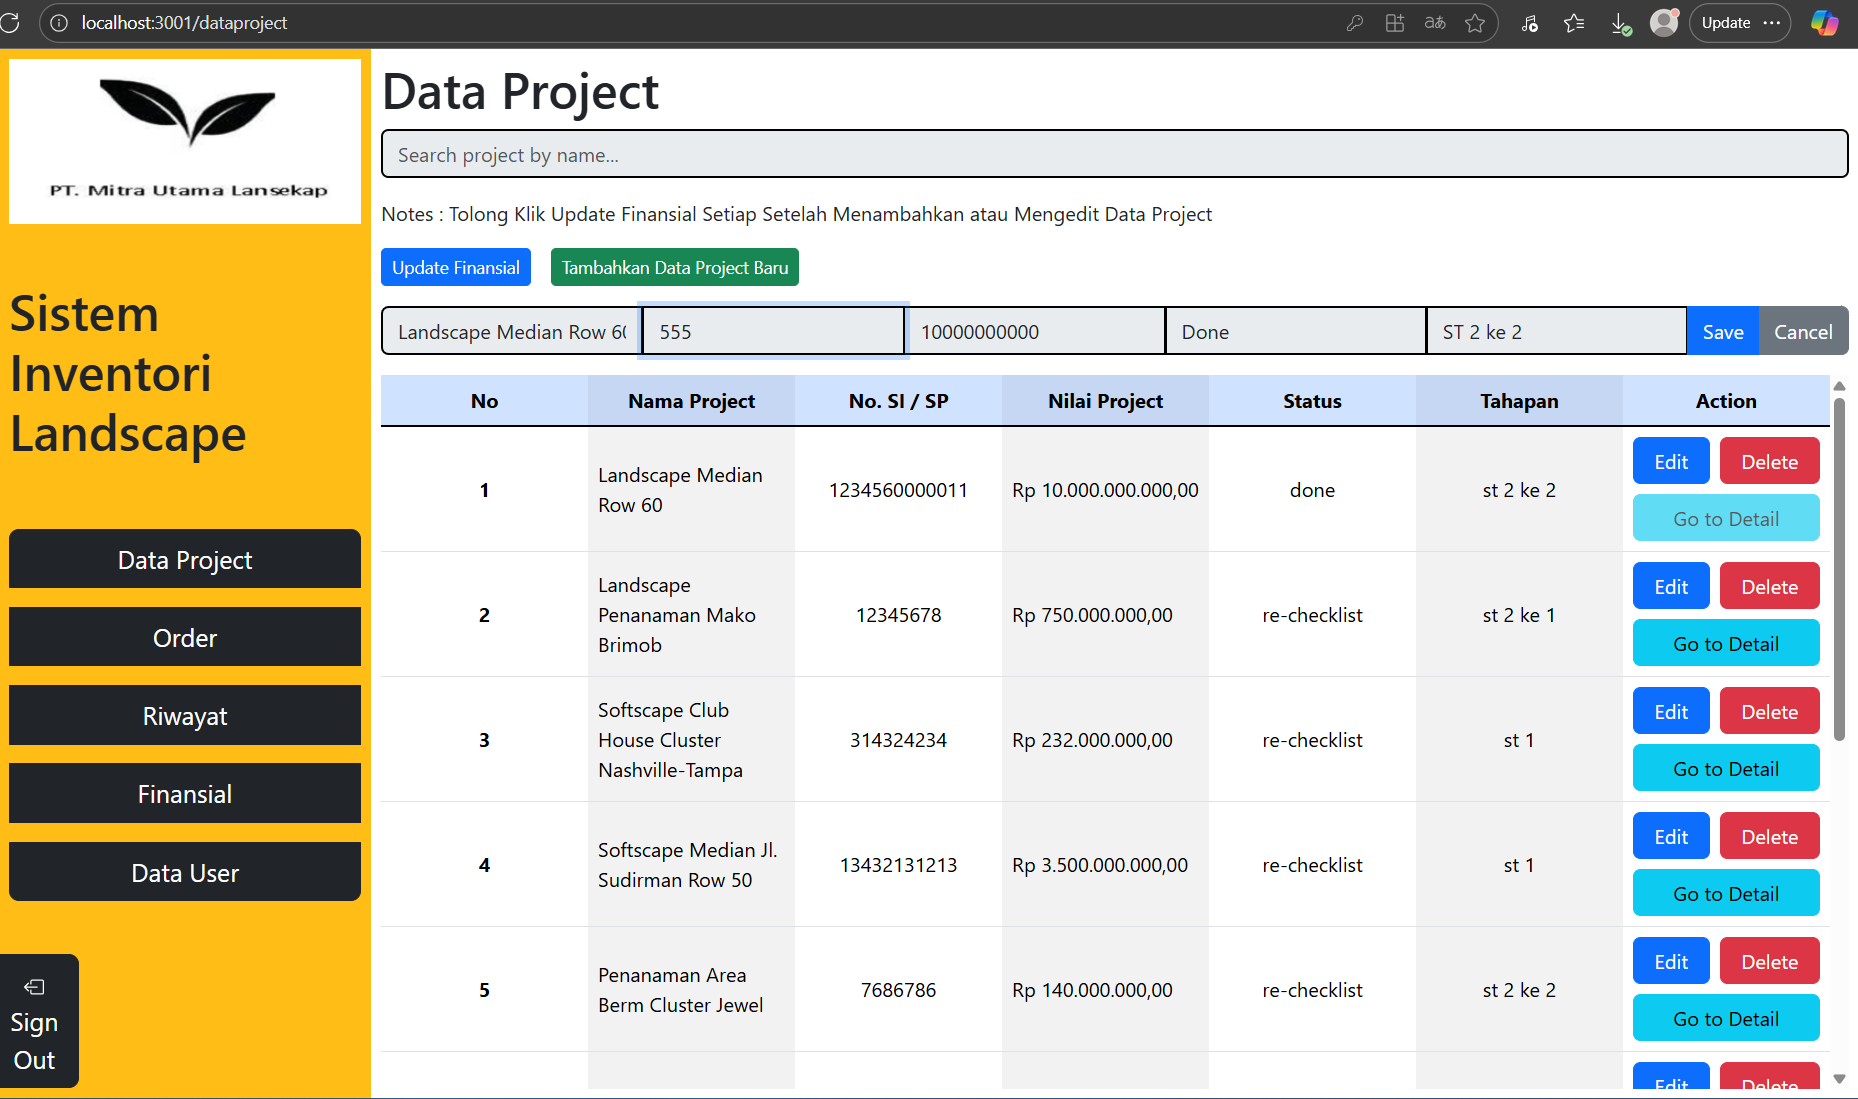 localhost:3001/dataproject
Update
PT. Mitra Utama Lansekap
Sistem
Inventori
Landscape
Data Project
Order
Riwayat
Finansial
Data User
Sign
Out
Data Project
Search project by name...
Notes : Tolong Klik Update Finansial Setiap Setelah Menambahkan atau Mengedit Data Project
Update Finansial Tambahkan Data Project Baru
Landscape Median Row 60 555 10000000000 Done ST 2 ke 2 Save Cancel
No Nama Project No. SI / SP Nilai Project Status Tahapan Action
1 Landscape Median Row 60 1234560000011 Rp 10.000.000.000,00 done st 2 ke 2 Edit Delete
Go to Detail
2 Landscape Penanaman Mako Brimob 12345678 Rp 750.000.000,00 re-checklist st 2 ke 1 Edit Delete
Go to Detail
3 Softscape Club House Cluster Nashville-Tampa 314324234 Rp 232.000.000,00 re-checklist st 1 Edit Delete
Go to Detail
4 Softscape Median Jl. Sudirman Row 50 13432131213 Rp 3.500.000.000,00 re-checklist st 1 Edit Delete
Go to Detail
5 Penanaman Area Berm Cluster Jewel 7686786 Rp 140.000.000,00 re-checklist st 2 ke 2 Edit Delete
Go to Detail
Edit Delete